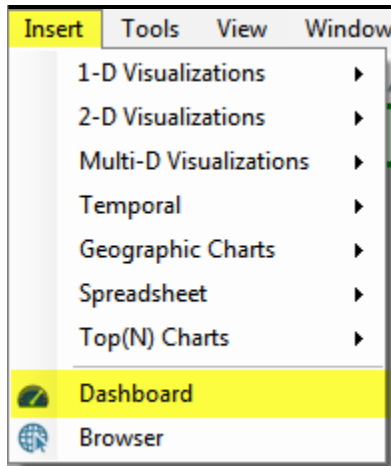 Insert Tools View Window
1-D Visualizations
2-D Visualizations
Multi-D Visualizations
Temporal
Geographic Charts
Spreadsheet
Top(N) Charts
Dashboard
Browser